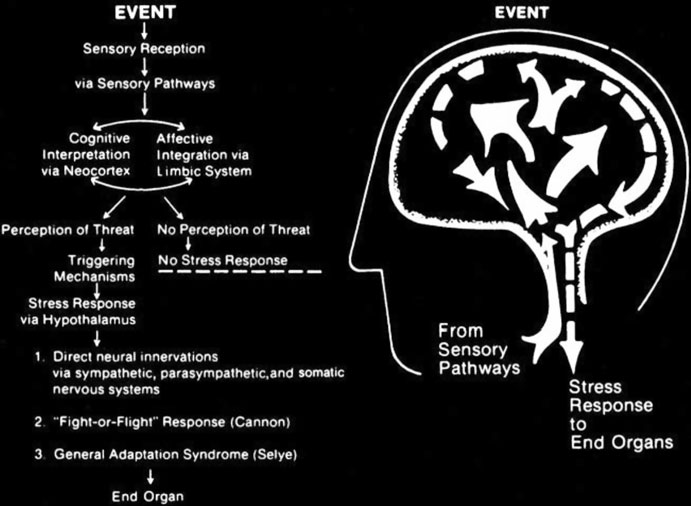 EVENT
Sensory Reception
via Sensory Pathways
Cognitive
Interpretation
via Neocortex
Affective
Integration via
Limbic System
Perception of Threat
No Perception of Threat
Triggering
Mechanisms
No Stress Response
Stress Response
via Hypothalamus
1. Direct neural innervations
via sympathetic, parasympathetic,and somatic
nervous systems
2. "Fight-or-Flight" Response (Cannon)
3. General Adaptation Syndrome (Selye)
End Organ
EVENT
From
Sensory
Pathways
Stress
Response
to
End Organs